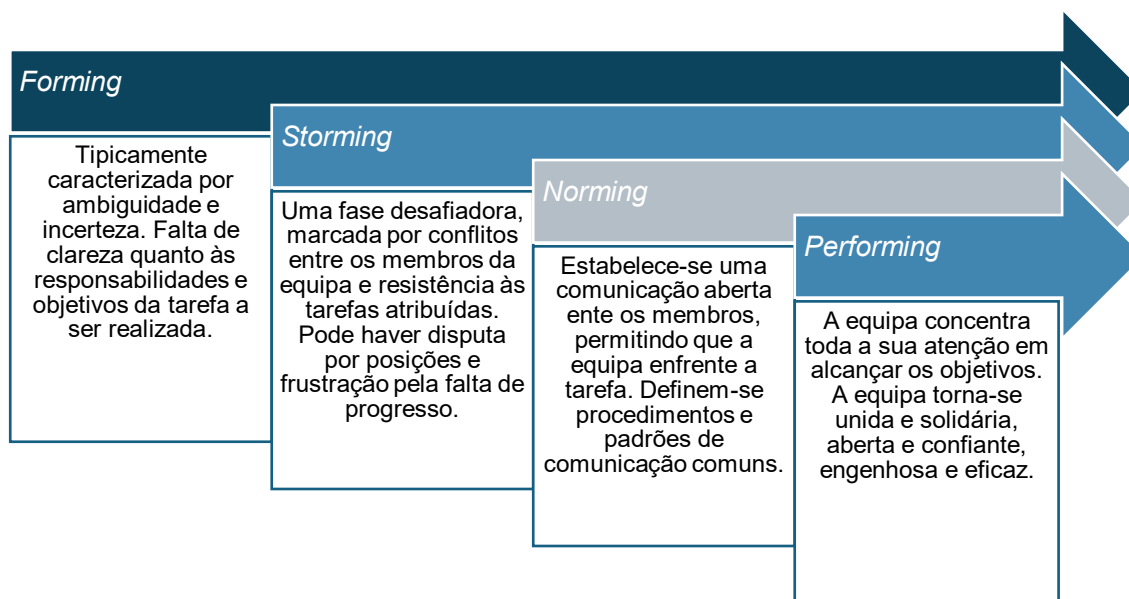 Forming
Tipicamente
caracterizada por
ambiguidade e
incerteza. Falta de
clareza quanto às
responsabilidades e
objetivos da tarefa a
ser realizada.
Storming
Uma fase desafiadora,
marcada por conflitos
entre os membros da
equipa e resistência às
tarefas atribuídas.
Pode haver disputa
por posições e
frustração pela falta de
progresso.
Norming
Estabelece-se uma
comunicação aberta
ente os membros,
permitindo que a
equipa enfrente a
tarefa. Definem-se
procedimentos e
padrões de
comunicação comuns.
Performing
A equipa concentra
toda a sua atenção em
alcançar os objetivos.
A equipa torna-se
unida e solidária,
aberta e confiante,
engenhosa e eficaz.